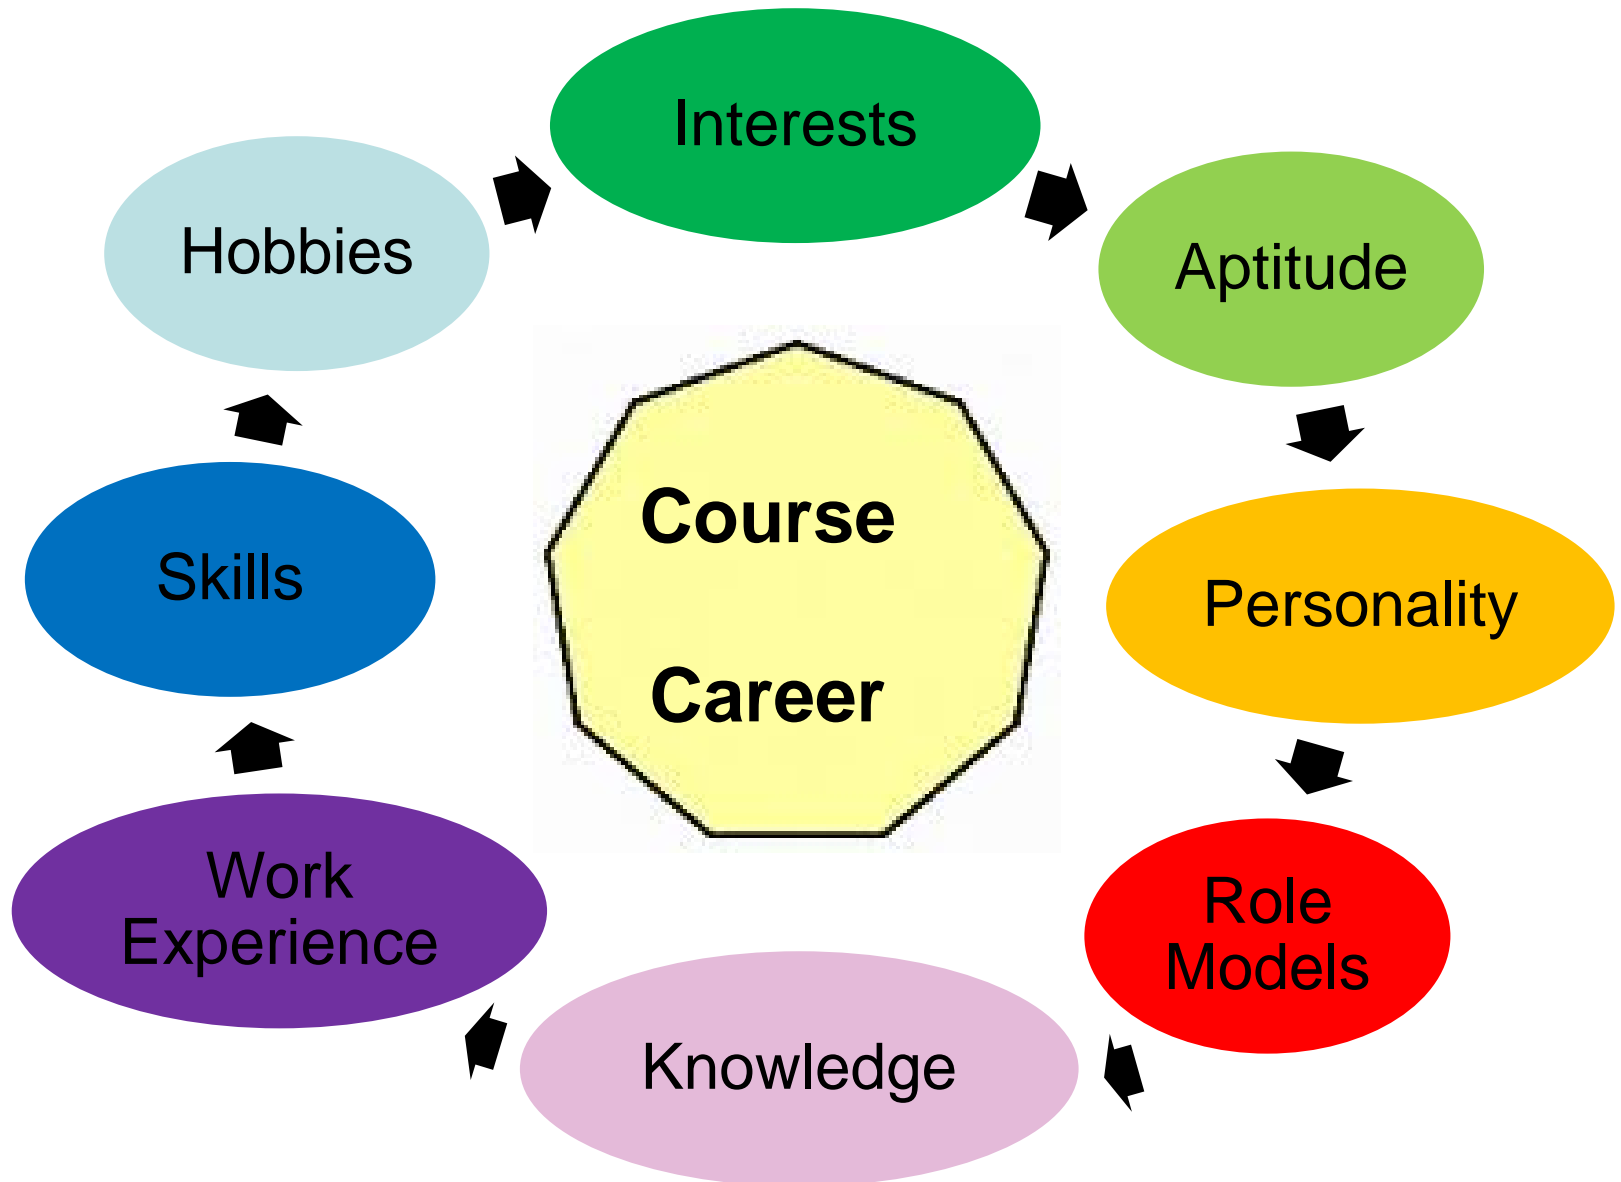 Interests
Hobbies
Aptitude
Course
Skills
Personality
Career
Work
Experience
Role
Models
Knowledge